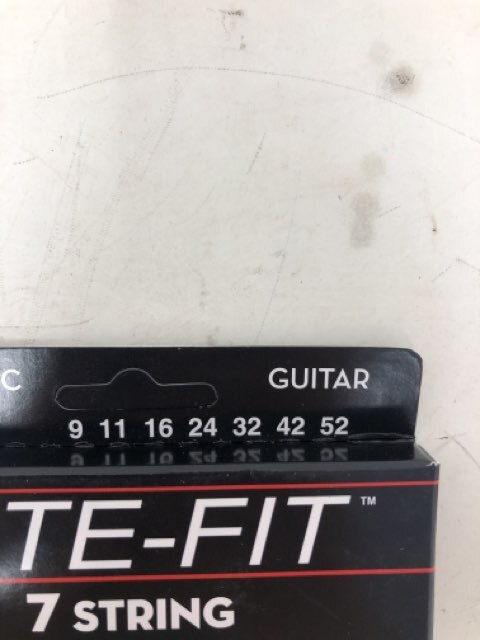 C GUITAR
9 11 16 24 32 42 52
TE-FIT™
7 STRING